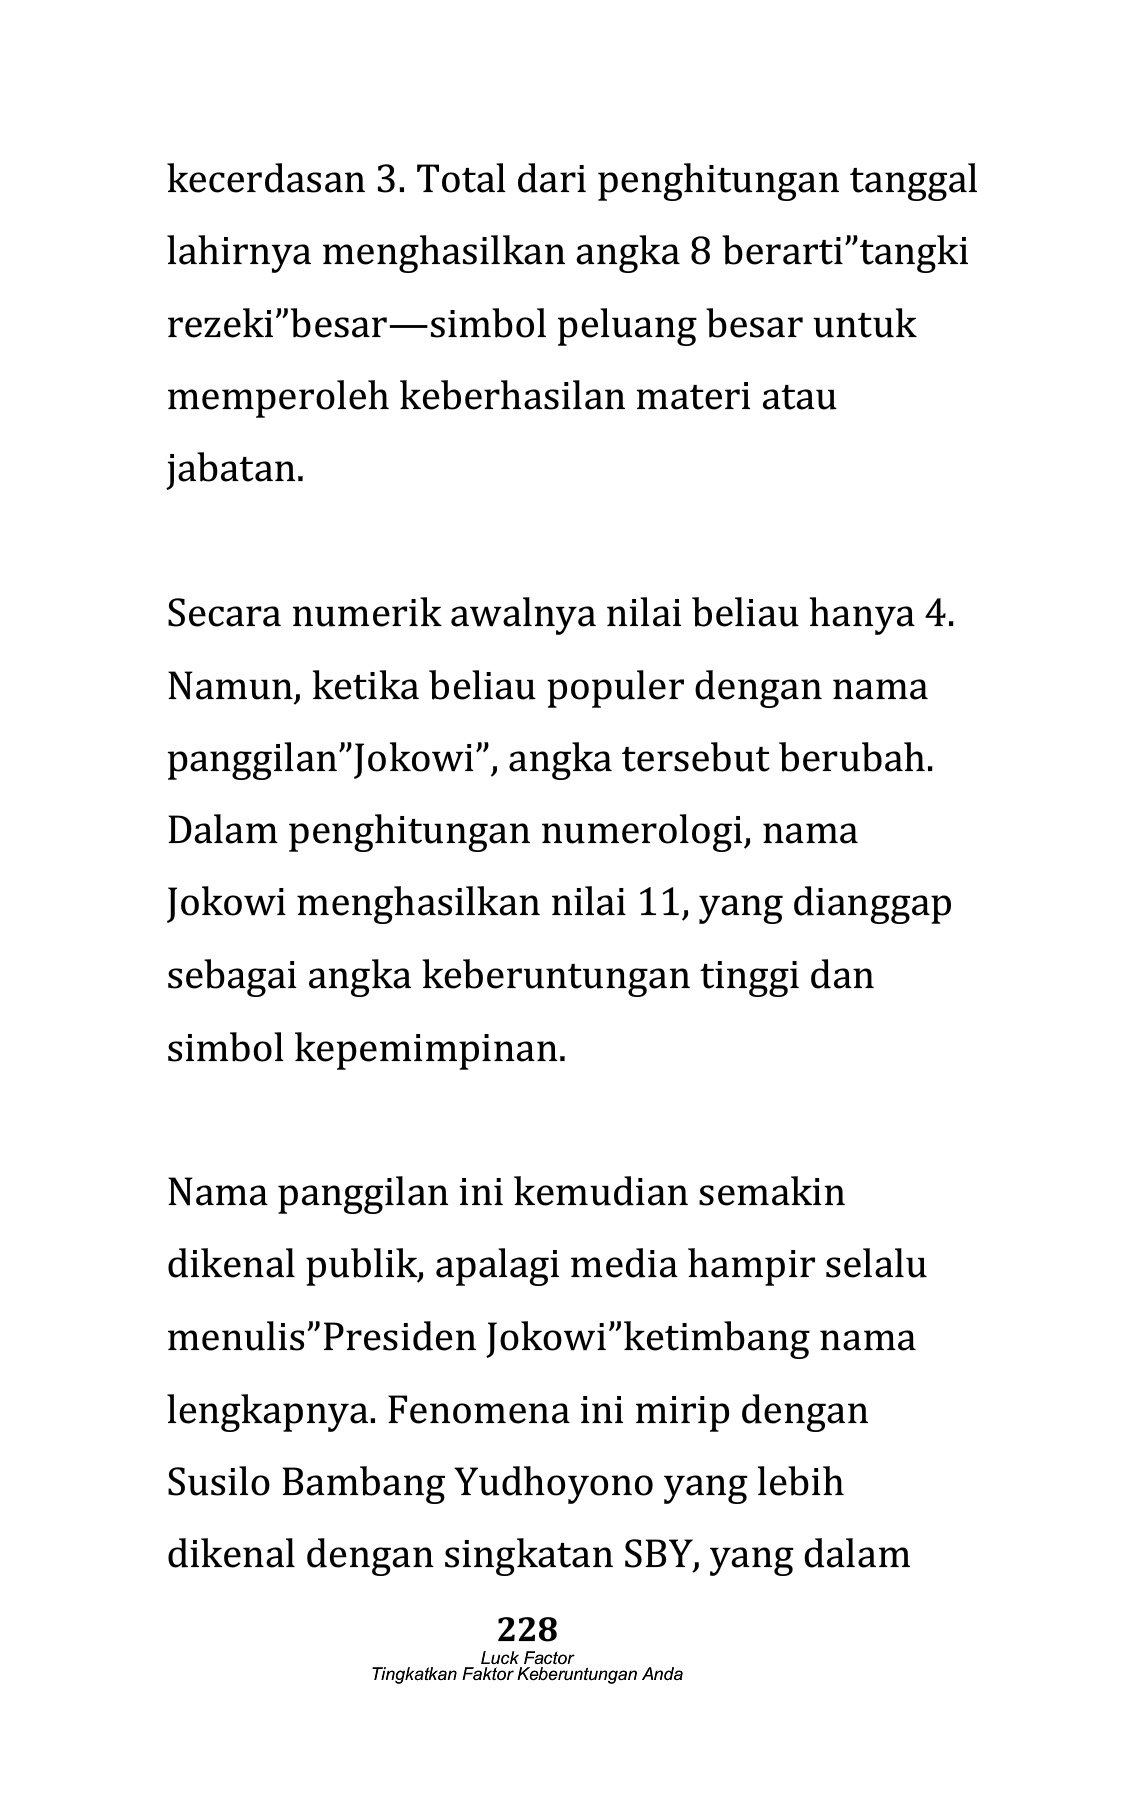 kecerdasan 3. Total dari penghitungan tanggal
lahirnya menghasilkan angka 8 berarti”tangki
rezeki”besar—simbol peluang besar untuk
memperoleh keberhasilan materi atau
jabatan.
Secara numerik awalnya nilai beliau hanya 4.
Namun, ketika beliau populer dengan nama
panggilan”Jokowi”, angka tersebut berubah.
Dalam penghitungan numerologi, nama
Jokowi menghasilkan nilai 11, yang dianggap
sebagai angka keberuntungan tinggi dan
simbol kepemimpinan.
Nama panggilan ini kemudian semakin
dikenal publik, apalagi media hampir selalu
menulis”Presiden Jokowi”ketimbang nama
lengkapnya. Fenomena ini mirip dengan
Susilo Bambang Yudhoyono yang lebih
dikenal dengan singkatan SBY, yang dalam
228
Luck Factor
Tingkatkan Faktor Keberuntungan Anda